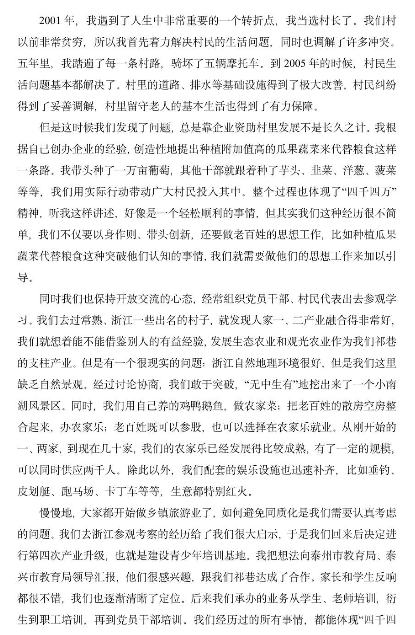 2001 年，我遇到了人生中非常重要的一个转折点，我当选村长了。我们村
以前非常贫穷，所以我首先着力解决村民的生活问题，同时也调解了许多冲突。
五年里，我踏遍了每一条村路，骑坏了五辆摩托车。到 2005 年的时候，村民生
活问题基本都解决了。村里的道路、排水等基础设施得到了极大改善，村民纠纷
得到了妥善调解，村里留守老人的基本生活也得到了有力保障。
但是这时候我们发现了问题，总是靠企业资助村里发展不是长久之计。我根
据自己创办企业的经验，创造性地提出种植附加值高的瓜果蔬菜来代替粮食这样
一条路。我带头种了一万亩葡萄，其他干部就跟着种了芋头、韭菜、洋葱、菠菜
等等，我们用实际行动带动广大村民投入其中。整个过程也体现了“四千四万”
精神，听我这样讲述，好像是一个轻松顺利的事情，但其实我们这种经历很不简
单，我们不仅要以身作则、带头创新，还要做老百姓的思想工作，比如种植瓜果
蔬菜代替粮食这种突破他们认知的事情，我们就需要做他们的思想工作来加以引
导。
同时我们也保持开放交流的心态，经常组织党员干部、村民代表出去参观学
习。我们去过常熟、浙江一些出名的村子，就发现人家一、二产业融合得非常好，
我们就想着能不能借鉴别人的有益经验，发展生态农业和观光农业作为我们祁巷
的支柱产业。但是有一个很现实的问题：浙江自然地理环境很好，但是我们这里
缺乏自然景观。经过讨论协商，我们敢于突破，“无中生有”地挖出来了一个小南
湖风景区。同时，我们用自己养的鸡鸭鹅鱼，做农家菜；把老百姓的散房空房整
合起来，办农家乐；老百姓既可以参股，也可以选择在农家乐就业。从刚开始的
一、两家，到现在几十家，我们的农家乐已经发展得比较成熟，有了一定的规模，
可以同时供应两千人。除此以外，我们配套的娱乐设施也迅速补齐，比如垂钓、
皮划艇、跑马场、卡丁车等等，生意都特别红火。
慢慢地，大家都开始做乡镇旅游业了，如何避免同质化是我们需要认真考虑
的问题。我们去浙江参观考察的经历给了我们很大启示，于是我们回来后决定进
行第四次产业升级，也就是建设青少年培训基地。我把想法向泰州市教育局、泰
兴市教育局领导汇报，他们很感兴趣，跟我们祁巷达成了合作。家长和学生反响
都很不错，我们也逐渐清晰了定位。后来我们承办的业务从学生、老师培训，衍
生到职工培训，再到党员干部培训。我们经历过的所有事情，都能体现“四千四